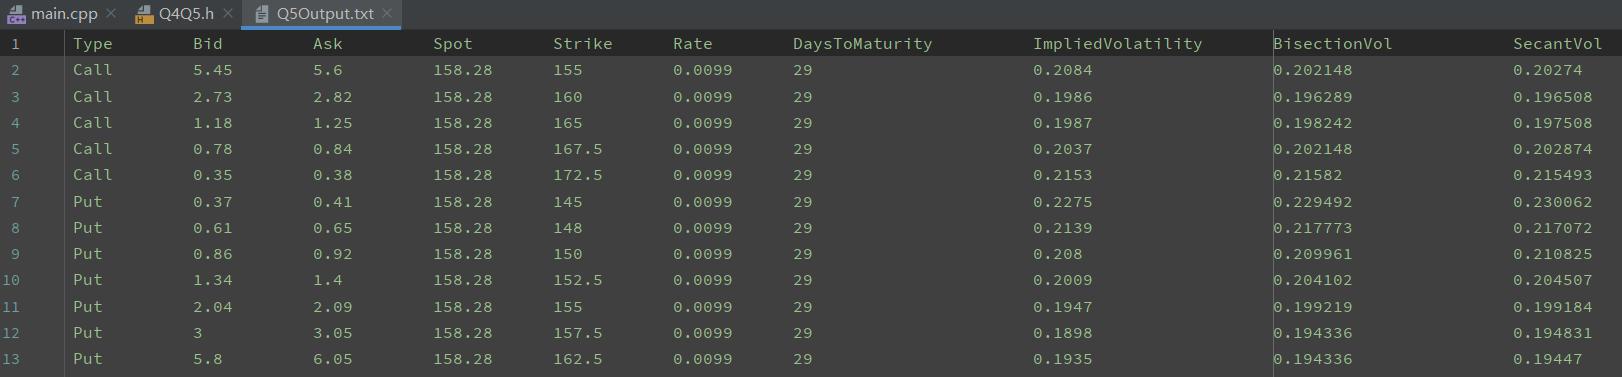 main.cpp Q4Q5.h Q5Output.txt
1 Type Bid Ask Spot Strike Rate DaysToMaturity ImpliedVolatility BisectionVol SecantVol
2 Call 5.45 5.6 158.28 155 0.0099 29 0.2084 0.202148 0.20274
3 Call 2.73 2.82 158.28 160 0.0099 29 0.1986 0.196289 0.196508
4 Call 1.18 1.25 158.28 165 0.0099 29 0.1987 0.198242 0.197508
5 Call 0.78 0.84 158.28 167.5 0.0099 29 0.2037 0.202148 0.202874
6 Call 0.35 0.38 158.28 172.5 0.0099 29 0.2153 0.21582 0.215493
7 Put 0.37 0.41 158.28 145 0.0099 29 0.2275 0.229492 0.230062
8 Put 0.61 0.65 158.28 148 0.0099 29 0.2139 0.217773 0.217072
9 Put 0.86 0.92 158.28 150 0.0099 29 0.208 0.209961 0.210825
10 Put 1.34 1.4 158.28 152.5 0.0099 29 0.2009 0.204102 0.204507
11 Put 2.04 2.09 158.28 155 0.0099 29 0.1947 0.199219 0.199184
12 Put 3 3.05 158.28 157.5 0.0099 29 0.1898 0.194336 0.194831
13 Put 5.8 6.05 158.28 162.5 0.0099 29 0.1935 0.194336 0.19447